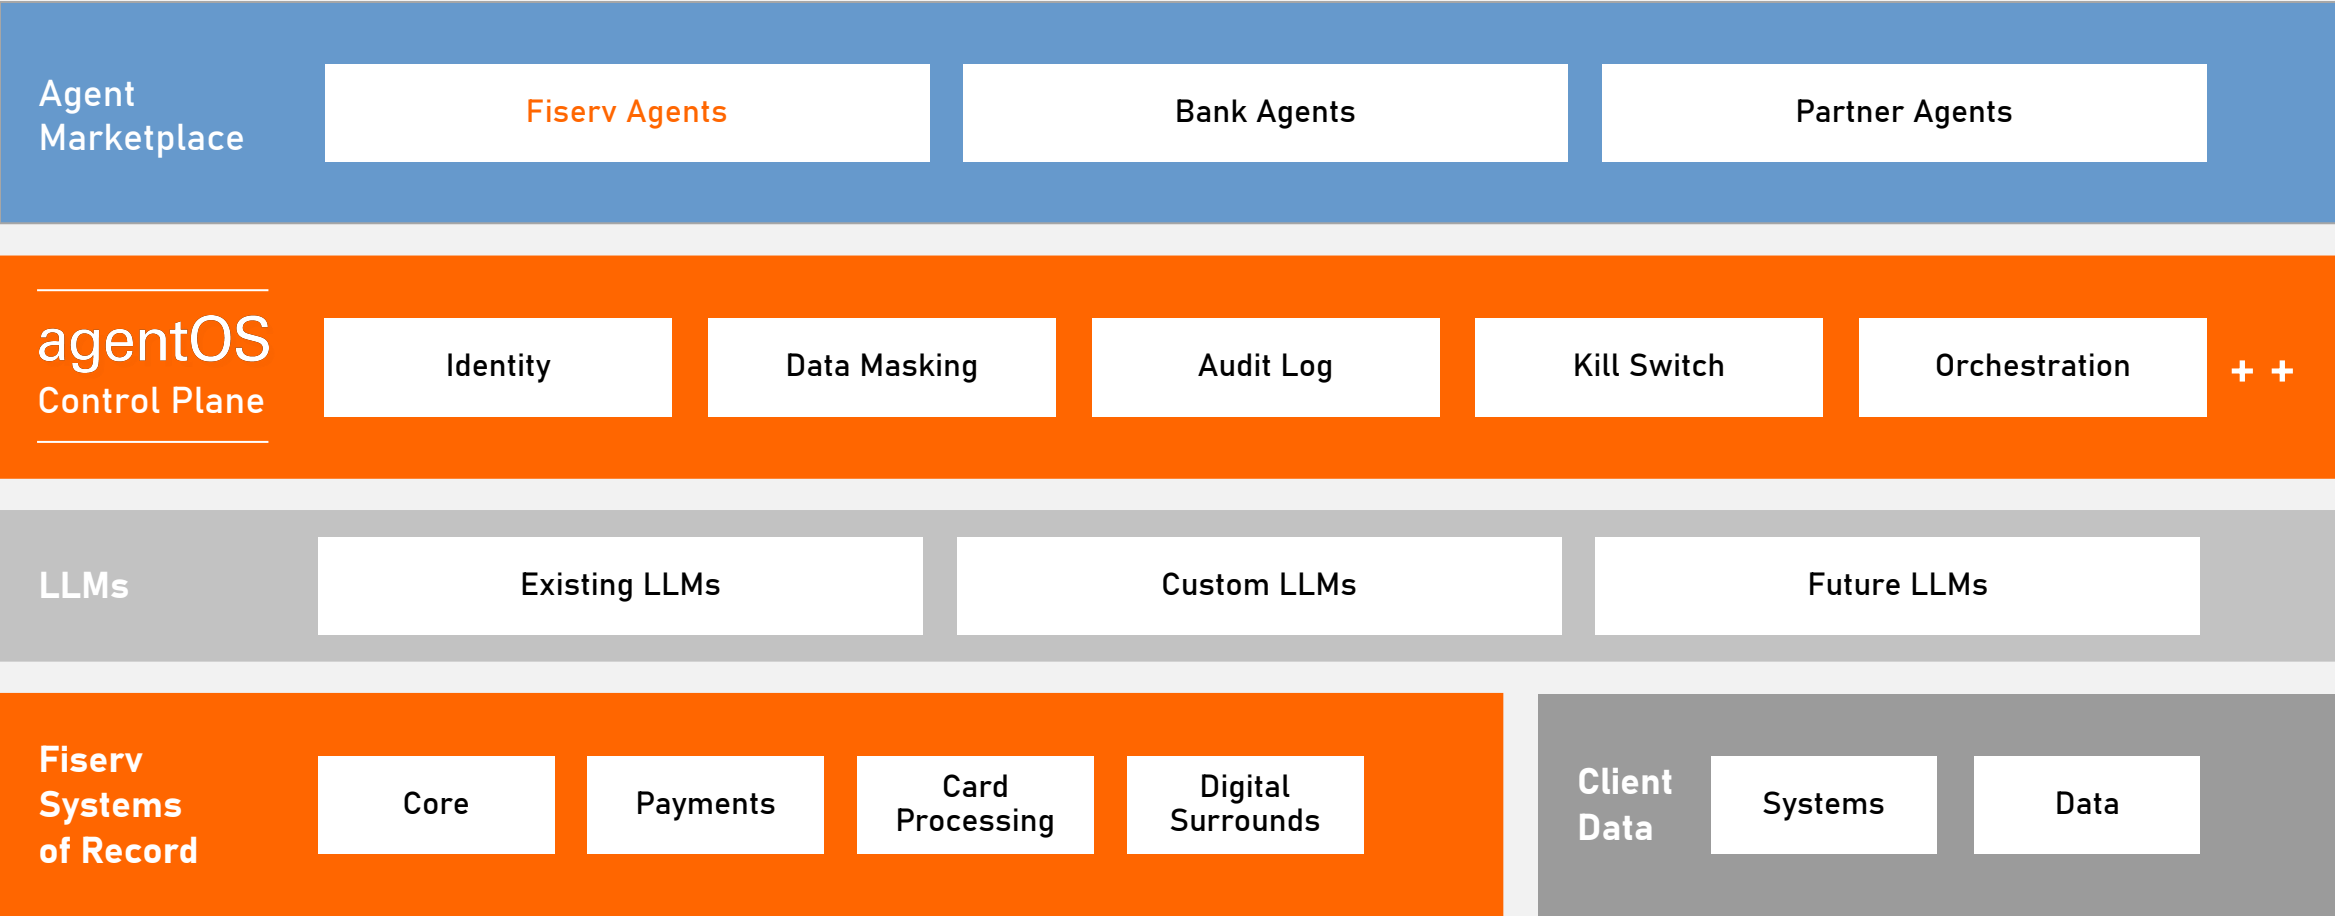 Agent
Marketplace
Fiserv Agents
Bank Agents
Partner Agents
agentOS
Control Plane
Identity
Data Masking
Audit Log
Kill Switch
Orchestration
+ +
LLMs
Existing LLMs
Custom LLMs
Future LLMs
Fiserv
Systems
of Record
Core
Payments
Card
Processing
Digital
Surrounds
Client
Data
Systems
Data